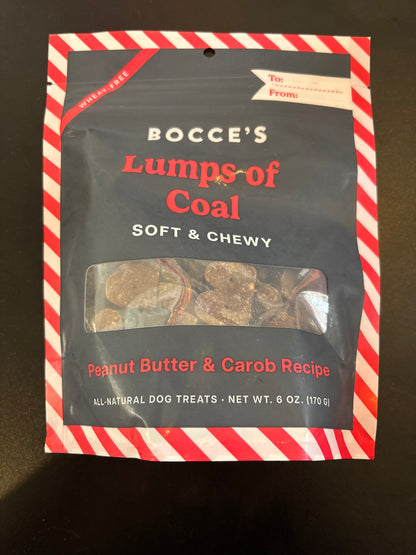 WHEAT-FREE
To:
From:
BOCCE'S
Lumps of
Coal
SOFT & CHEWY
Peanut Butter & Carob Recipe
ALL-NATURAL DOG TREATS • NET WT. 6 OZ. (170 G)